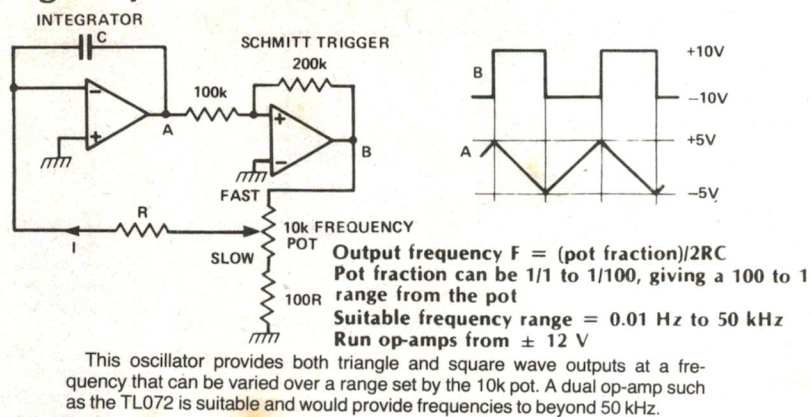 INTEGRATOR
C
SCHMITT TRIGGER
200k
100k
−
+
A
+
−
B
FAST
R
I
10k FREQUENCY
POT
SLOW
100R
B
+10V
−10V
A
+5V
−5V
Output frequency F = (pot fraction)/2RC
Pot fraction can be 1/1 to 1/100, giving a 100 to 1
range from the pot
Suitable frequency range = 0.01 Hz to 50 kHz
Run op-amps from ± 12 V
This oscillator provides both triangle and square wave outputs at a fre-
quency that can be varied over a range set by the 10k pot. A dual op-amp such
as the TL072 is suitable and would provide frequencies to beyond 50 kHz.